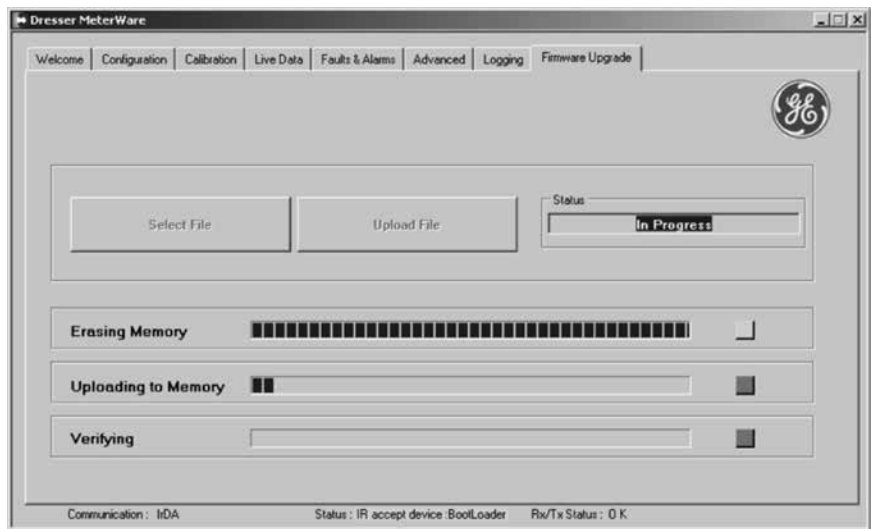 Dresser MeterWare
Welcome Configuration Calibration Live Data Faults & Alarms Advanced Logging Firmware Upgrade
GE
Select File Upload File
Status
In Progress
Erasing Memory
Uploading to Memory
Verifying
Communication : IrDA Status : IR accept device :BootLoader Rx/Tx Status : O K